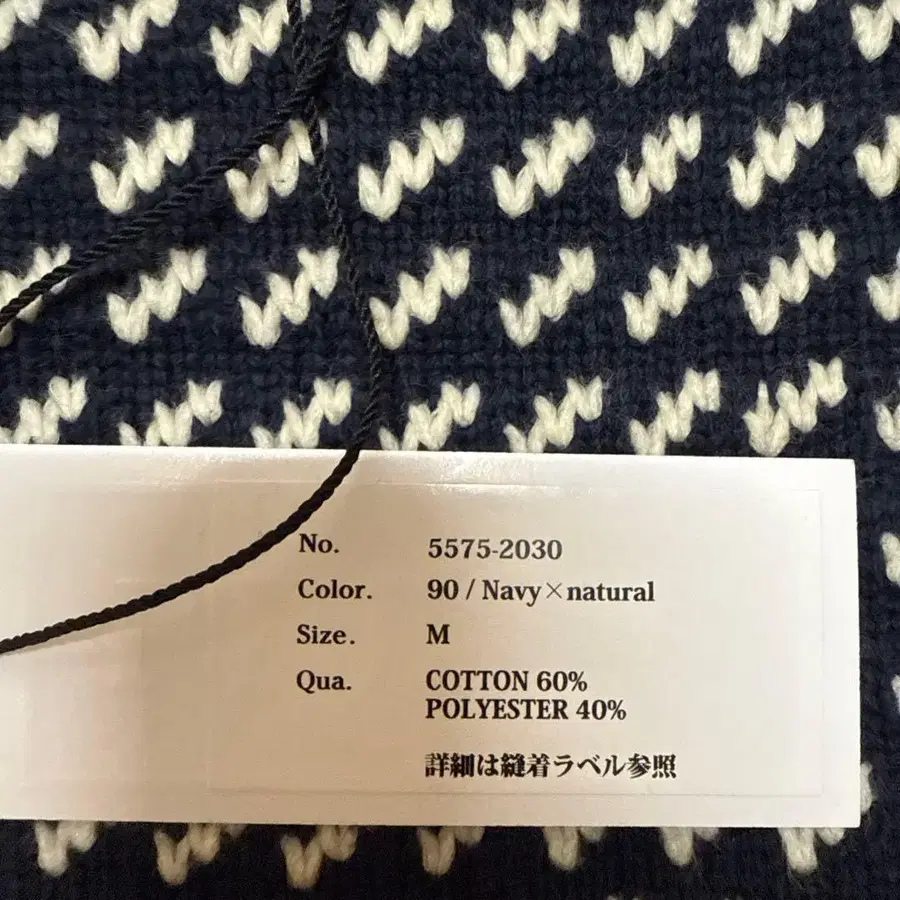 No. 5575-2030
Color. 90 / Navy×natural
Size. M
Qua. COTTON 60%
POLYESTER 40%
詳細は縫着ラベル参照